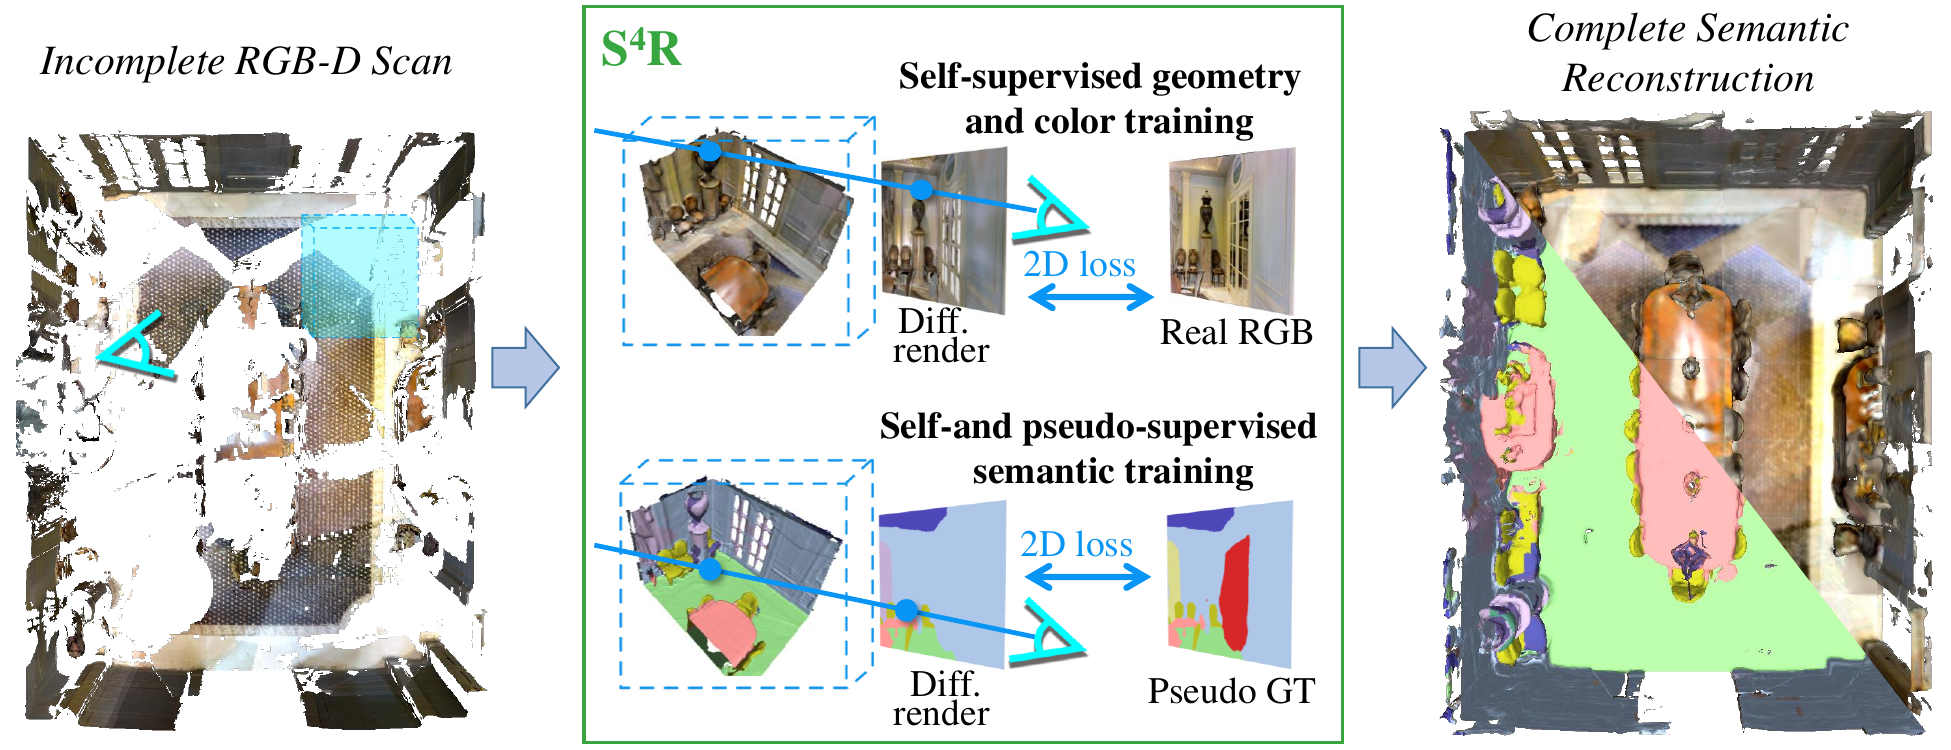 Incomplete RGB-D Scan
S⁴R
Self-supervised geometry
and color training
2D loss
Diff.
render
Real RGB
Self-and pseudo-supervised
semantic training
2D loss
Diff.
render
Pseudo GT
Complete Semantic
Reconstruction